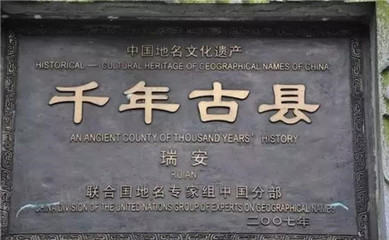 中国地名文化遗产
HISTORICAL — CULTURAL HERITAGE OF GEOGRAPHICAL NAMES OF CHINA
千年古县
AN ANCIENT COUNTY OF THOUSAND YEARS' HISTORY
瑞安
RUIAN
联合国地名专家组中国分部
CHINA DIVISION OF THE UNITED NATIONS GROUP OF EXPERTS ON GEOGRAPHICAL NAMES
二〇〇七年